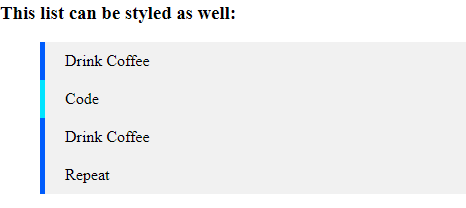 This list can be styled as well:
Drink Coffee
Code
Drink Coffee
Repeat